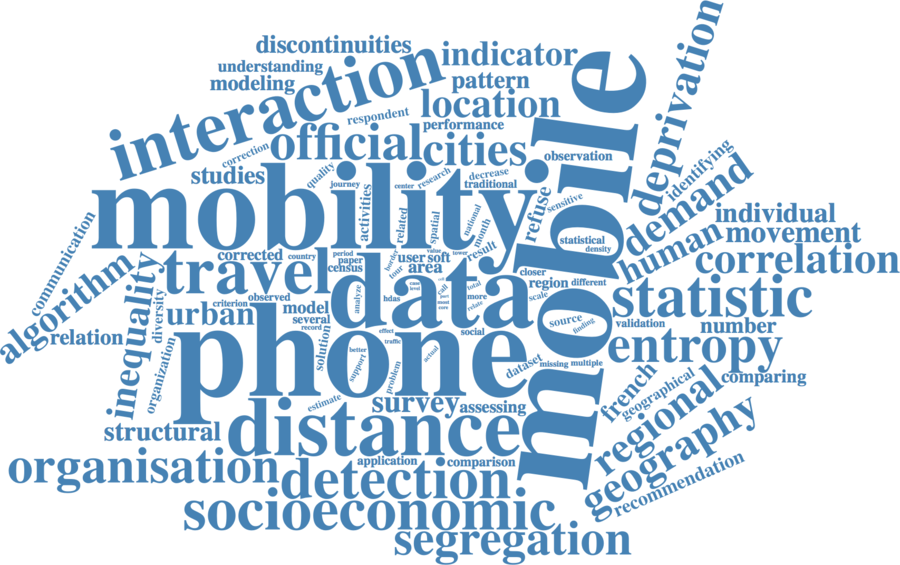 discontinuities
understanding
modeling
interaction
indicator
pattern
location
respondent
performance
correction
official
cities
observation
studies
quality
journey
center
research
decrease
traditional
mobility
mobile
deprivation
identifying
demand
human
individual
movement
correlation
refuse
sensitive
statistical
density
activities
related
spatial
national
month
result
communication
algorithm
relation
inequality
diversity
organization
corrected
country
travel
period
paper
census
border
tour
value
tower
user
soft
area
closer
region
different
scale
statistic
criterion
observed
urban
model
several
record
analyze
hdas
data
case
level
cell
call
part
most
core
total
more
relate
phone
effect
traffic
social
solution
better
support
problem
actual
estimate
source
finding
validation
number
entropy
dataset
missing
multiple
comparing
french
geographical
regional
geography
recommendation
survey
assessing
distance
structural
organisation
detection
application
comparison
socioeconomic
segregation